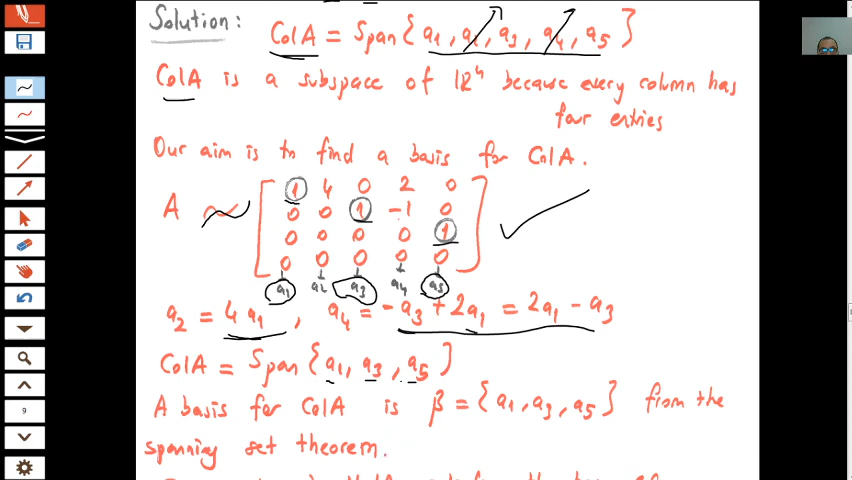 Solution:
ColA = Span{a1, a2, a3, a4, a5}
ColA is a subspace of ℝ⁴ because every column has
four entries
Our aim is to find a basis for ColA.
A ~ [ 1 4 0 2 0
0 0 1 -1 0
0 0 0 0 1
0 0 0 0 0 ]
a1 a2 a3 a4 a5
a2 = 4a1, a4 = -a3 + 2a1 = 2a1 - a3
ColA = Span{a1, a3, a5}
A basis for ColA is β = {a1, a3, a5} from the
spanning set theorem.
9